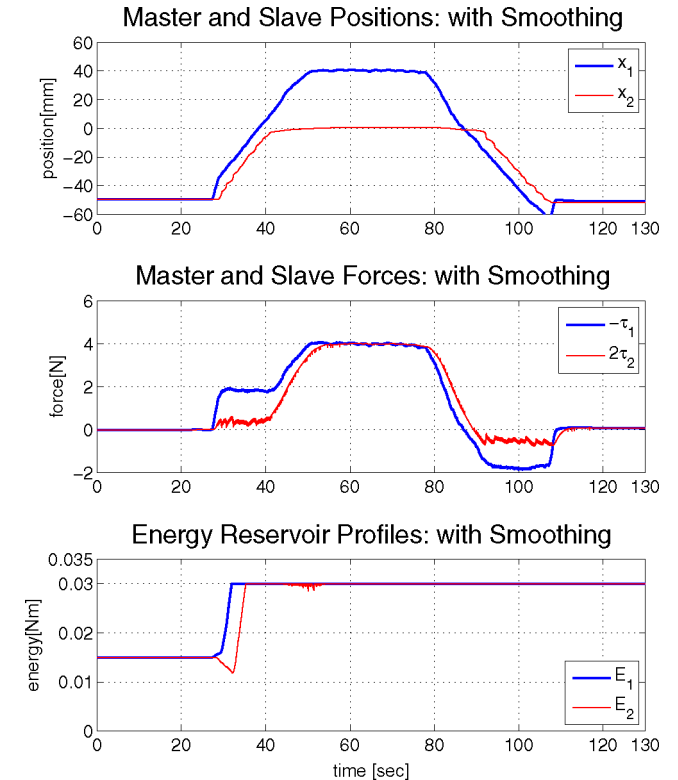 Master and Slave Positions: with Smoothing
60
40
20
0
−20
−40
−60
position[mm]
x₁
x₂
0 20 40 60 80 100 120 130
Master and Slave Forces: with Smoothing
6
4
2
0
−2
force[N]
−τ₁
2τ₂
0 20 40 60 80 100 120 130
Energy Reservoir Profiles: with Smoothing
0.035
0.03
0.02
0.01
0
energy[Nm]
E₁
E₂
0 20 40 60 80 100 120 130
time [sec]